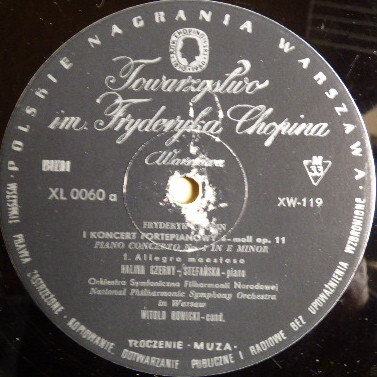 POLSKIE NAGRANIA WARSZAWA
Towarzystwo
im. Fryderyka Chopina
Warszawa
M
33
XL 0060 a
XW-119
FRYDERYK
I KONCERT FORTEPIANOWY e-moll op. 11
PIANO CONCERTO No. 1 IN E MINOR
1. Allegro maestoso
HALINA CZERNY-STEFAŃSKA-piano
Orkiestra Symfoniczna Filharmonii Narodowej
National Philharmonic Symphony Orchestra
in Warsaw
WITOLD ROWICKI-cond.
TŁOCZENIE - MUZA -
WSZELKIE PRAWA ZASTRZEŻONE - KOPIOWANIE, ODTWARZANIE PUBLICZNE I RADIOWE BEZ UPOWAŻNIENIA WZBRONIONE